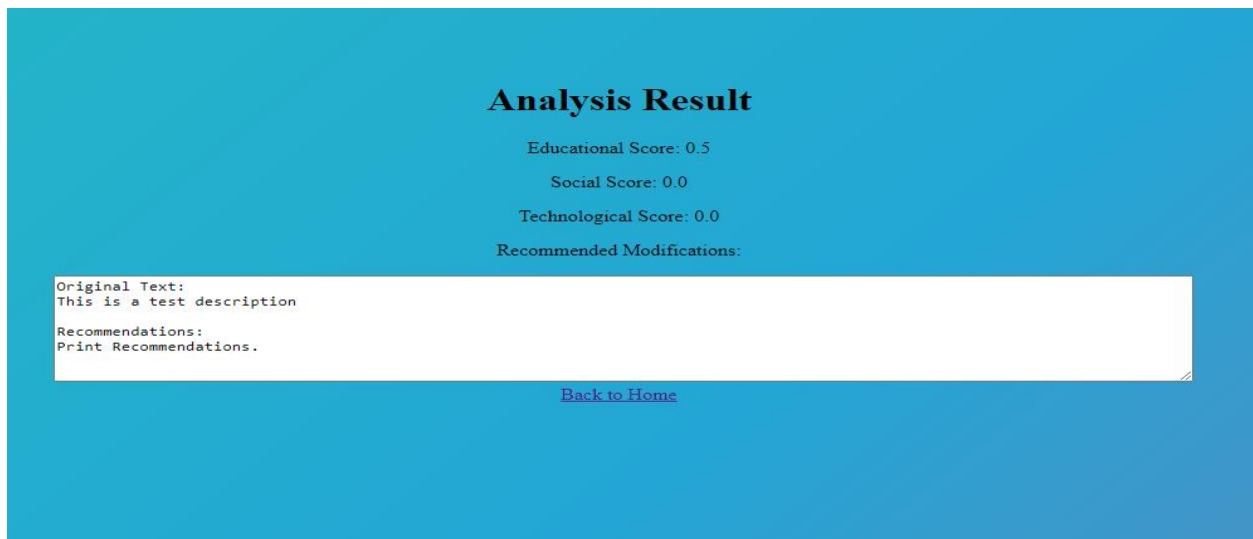 Analysis Result
Educational Score: 0.5
Social Score: 0.0
Technological Score: 0.0
Recommended Modifications:
Original Text:
This is a test description
Recommendations:
Print Recommendations.
Back to Home